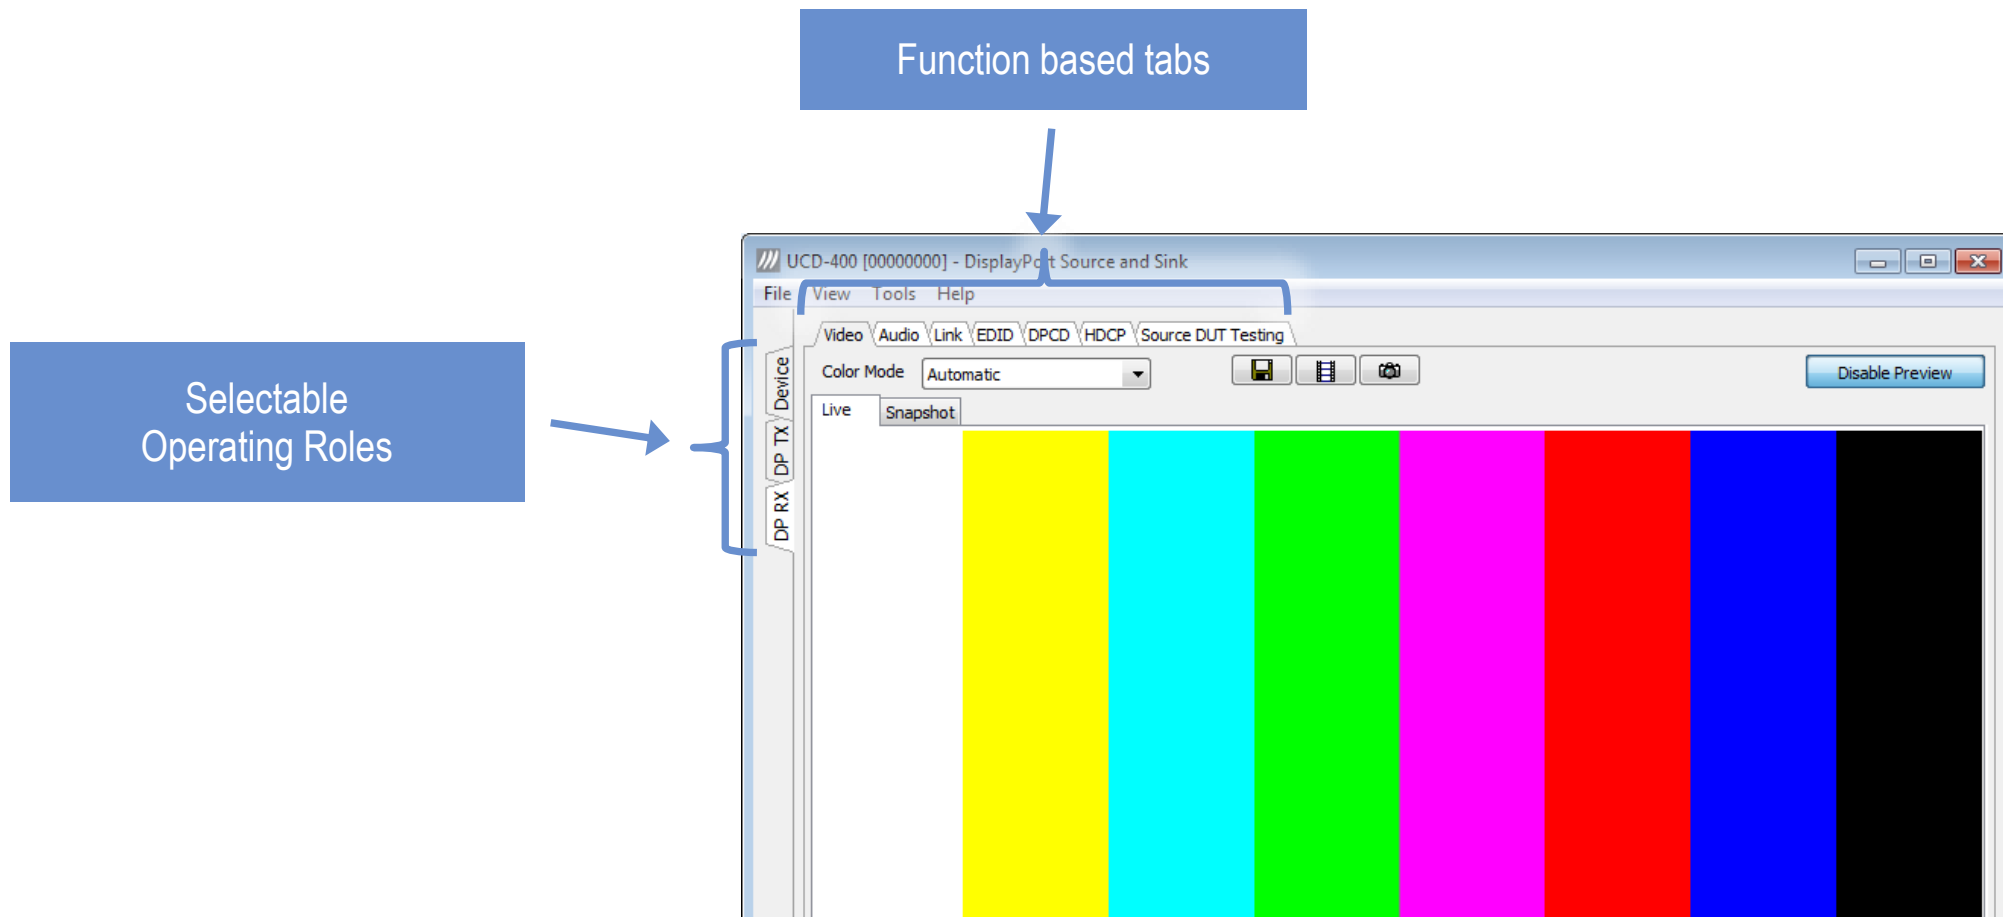 Function based tabs
Selectable
Operating Roles
UCD-400 [00000000] - DisplayPort Source and Sink
File View Tools Help
Video Audio Link EDID DPCD HDCP Source DUT Testing
Device
DP TX
DP RX
Color Mode Automatic Disable Preview
Live Snapshot